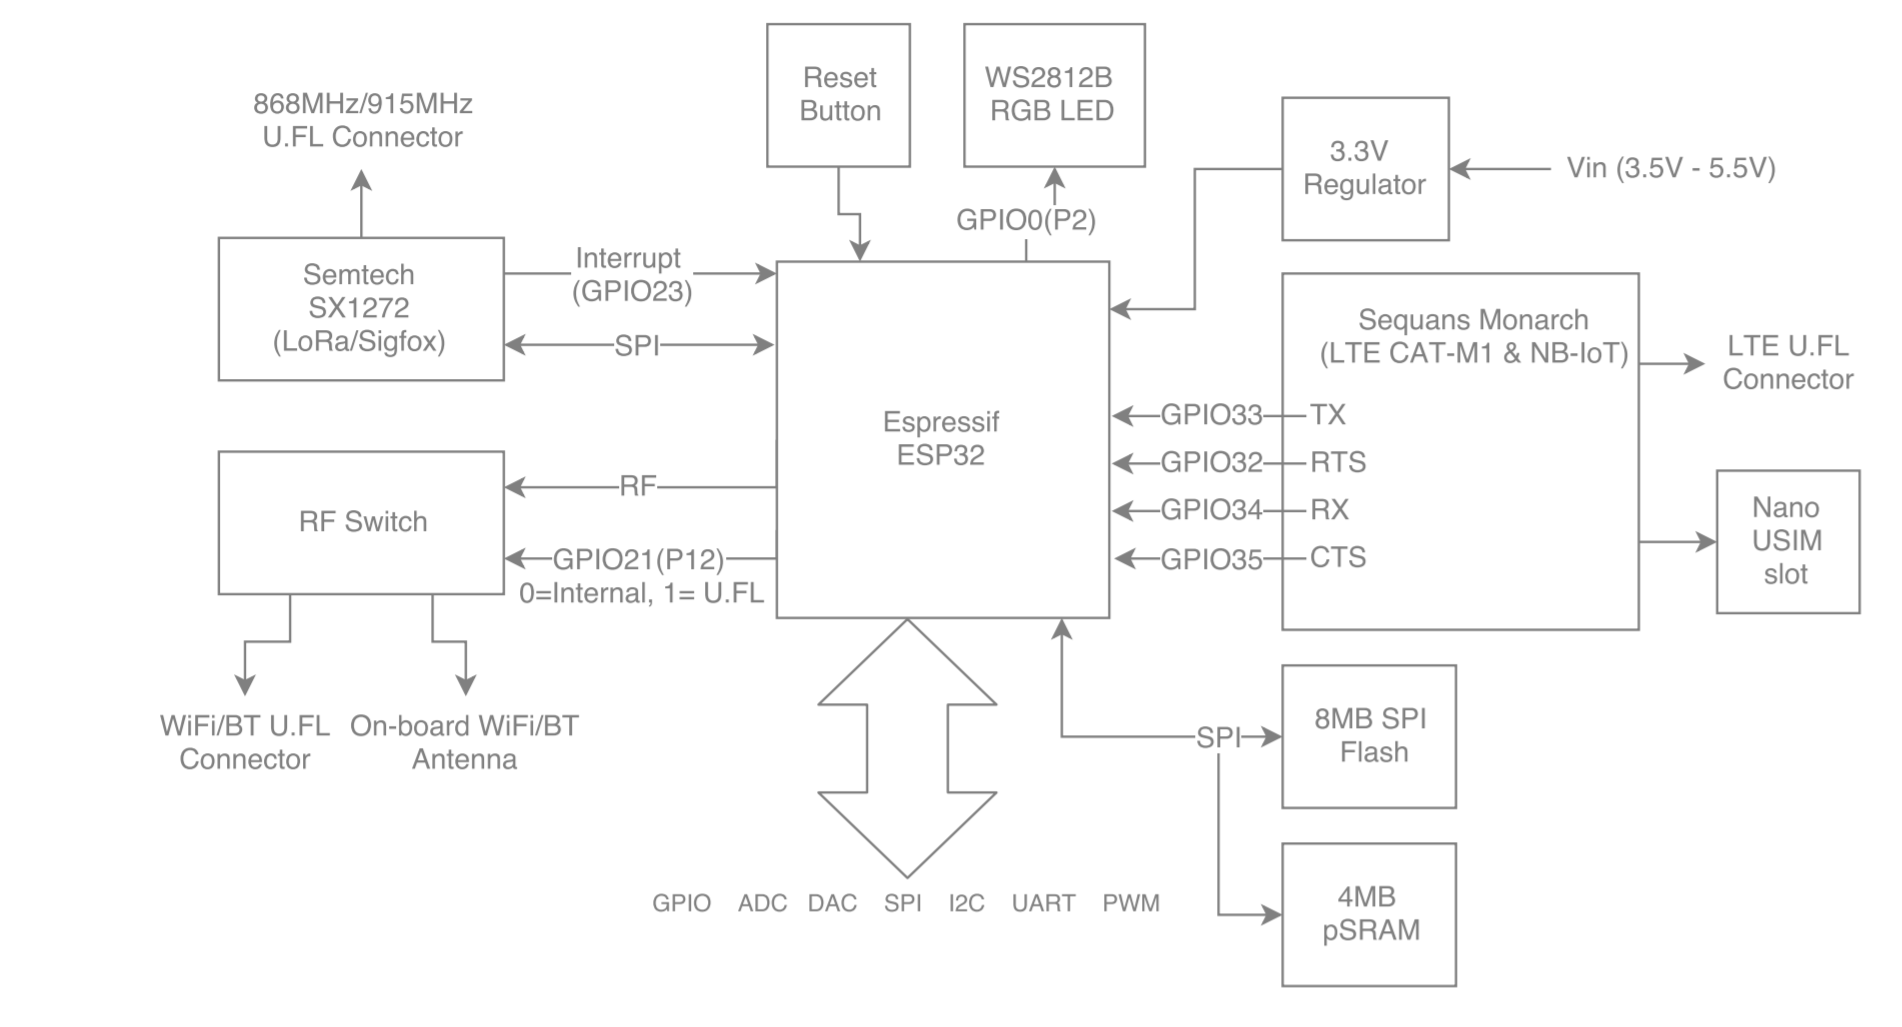 868MHz/915MHz
U.FL Connector
Reset
Button
WS2812B
RGB LED
3.3V
Regulator
Vin (3.5V - 5.5V)
GPIO0(P2)
Semtech
SX1272
(LoRa/Sigfox)
Interrupt
(GPIO23)
SPI
Espressif
ESP32
Sequans Monarch
(LTE CAT-M1 & NB-IoT)
LTE U.FL
Connector
GPIO33 TX
GPIO32 RTS
GPIO34 RX
GPIO35 CTS
Nano
USIM
slot
RF Switch
RF
GPIO21(P12)
0=Internal, 1= U.FL
WiFi/BT U.FL
Connector
On-board WiFi/BT
Antenna
SPI
8MB SPI
Flash
4MB
pSRAM
GPIO ADC DAC SPI I2C UART PWM